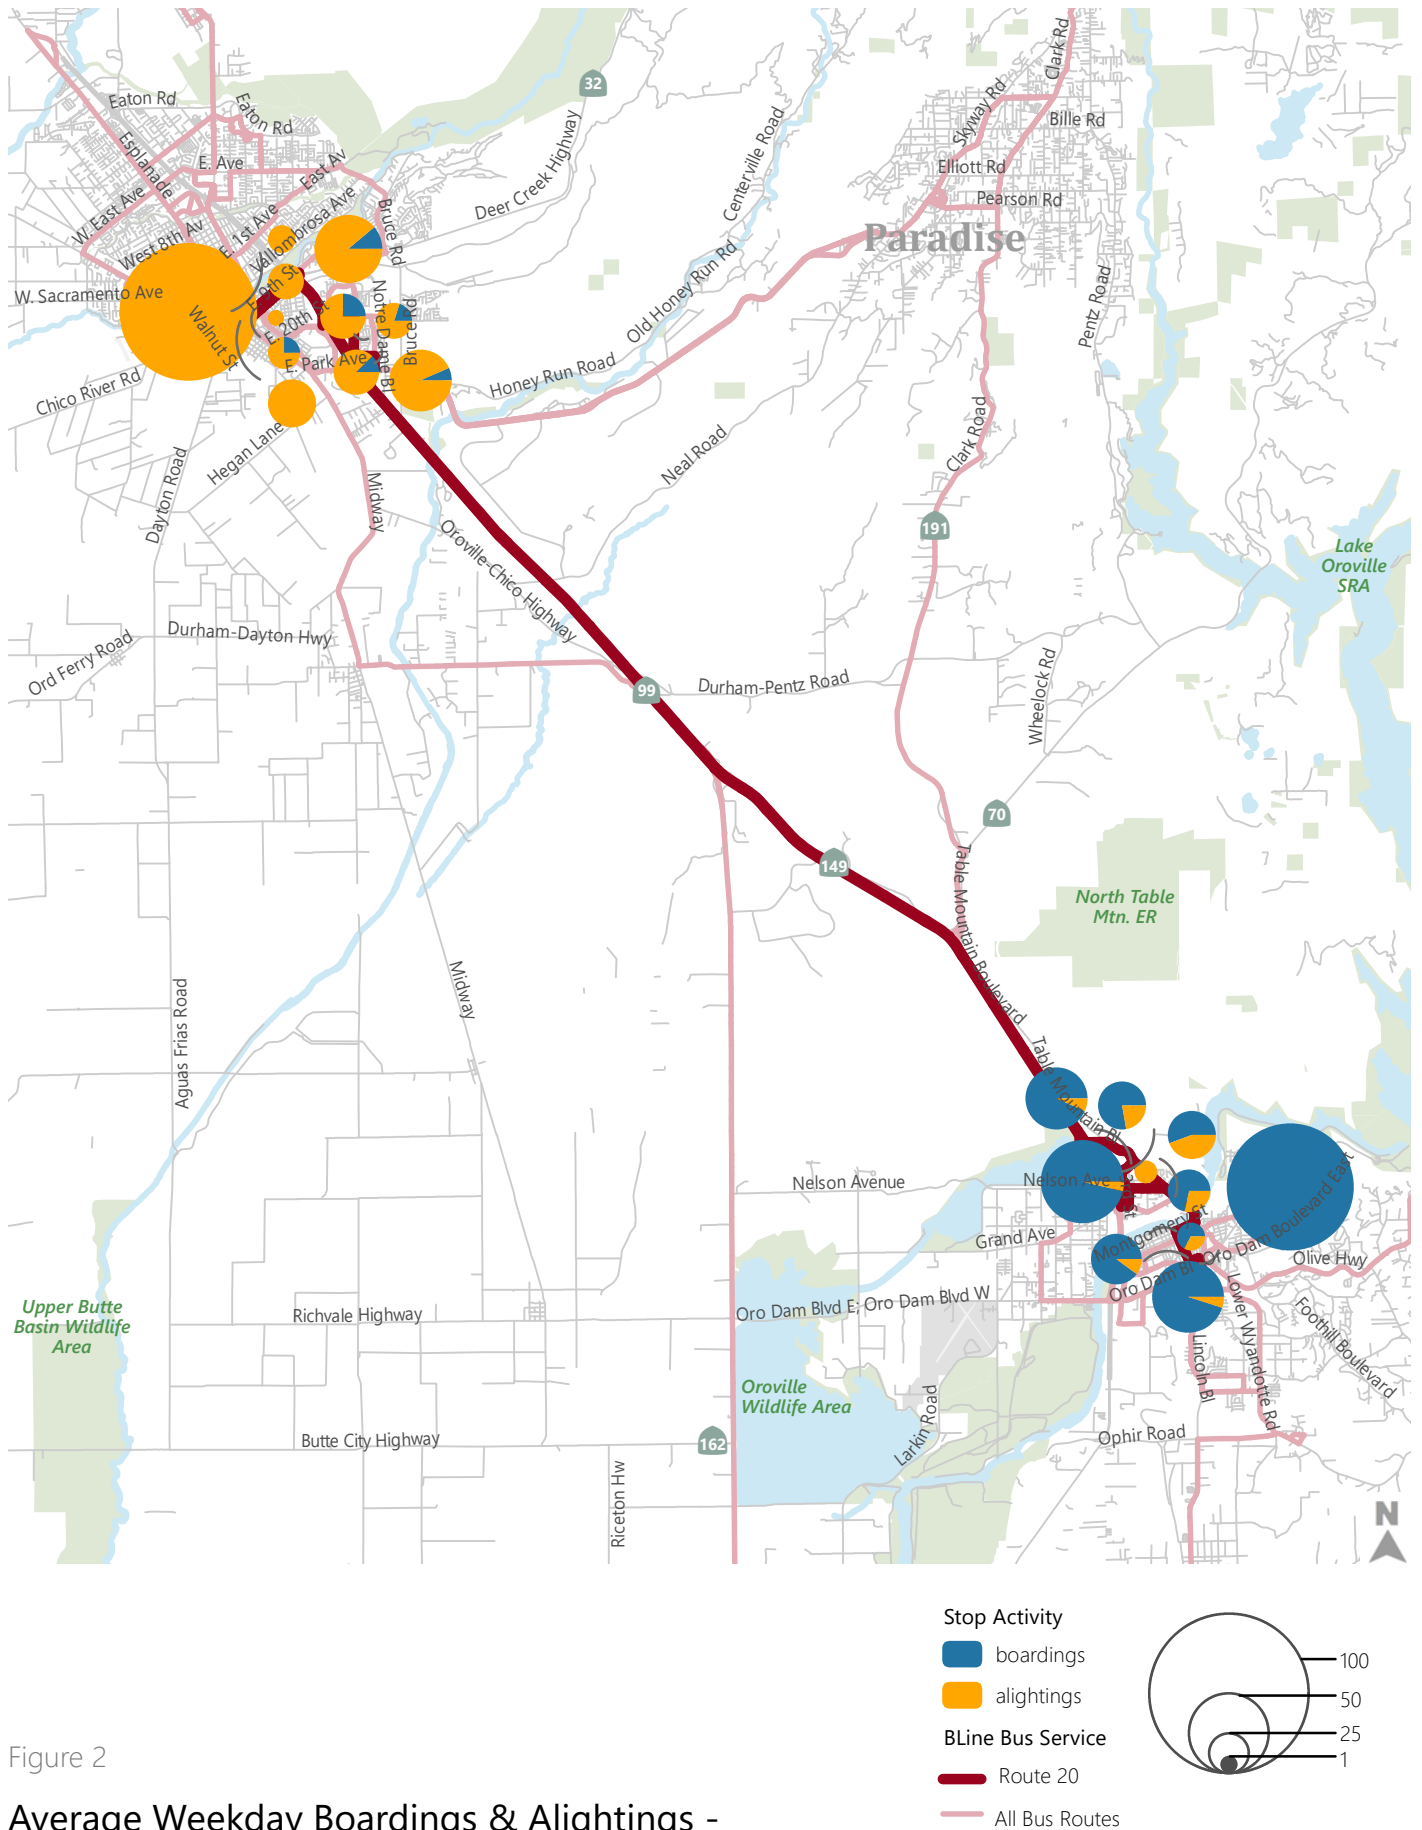 32
Clark Rd
Eaton Rd
Eaton Rd
Skyway Rd
Bille Rd
Esplanade
E. Ave
East Av
Elliott Rd
Centerville Road
Deer Creek Highway
Pearson Rd
W. East Ave
E. 1st Ave
Vallombrosa Ave
Bruce Rd
West 8th Av
Paradise
W. Sacramento Ave
E. 9th St
Old Honey Run Rd
Pentz Road
Walnut St
E. 20th St
Notre Dame Bl
Bruce Rd
E. Park Ave
Honey Run Road
Chico River Rd
Hegan Lane
Neal Road
Clark Road
Dayton Road
Midway
191
Oroville-Chico Highway
Lake
Oroville
SRA
Durham-Dayton Hwy
Ord Ferry Road
99
Durham-Pentz Road
Wheelock Rd
70
149
Table Mountain Boulevard
North Table
Mtn. ER
Midway
Aguas Frias Road
Table Mountain Bl
Nelson Avenue
Nelson Ave
Grand Ave
Montgomery St
Oro Dam Boulevard East
Olive Hwy
Oro Dam Bl
Oro Dam Blvd E; Oro Dam Blvd W
Upper Butte
Basin Wildlife
Area
Richvale Highway
Lower Wyandotte Rd
Foothill Boulevard
Lincoln Bl
Oroville
Wildlife Area
Larkin Road
Butte City Highway
162
Ophir Road
Riceton Hw
N
Stop Activity
boardings
alightings
100
50
25
1
BLine Bus Service
Route 20
All Bus Routes
Figure 2
Average Weekday Boardings & Alightings -